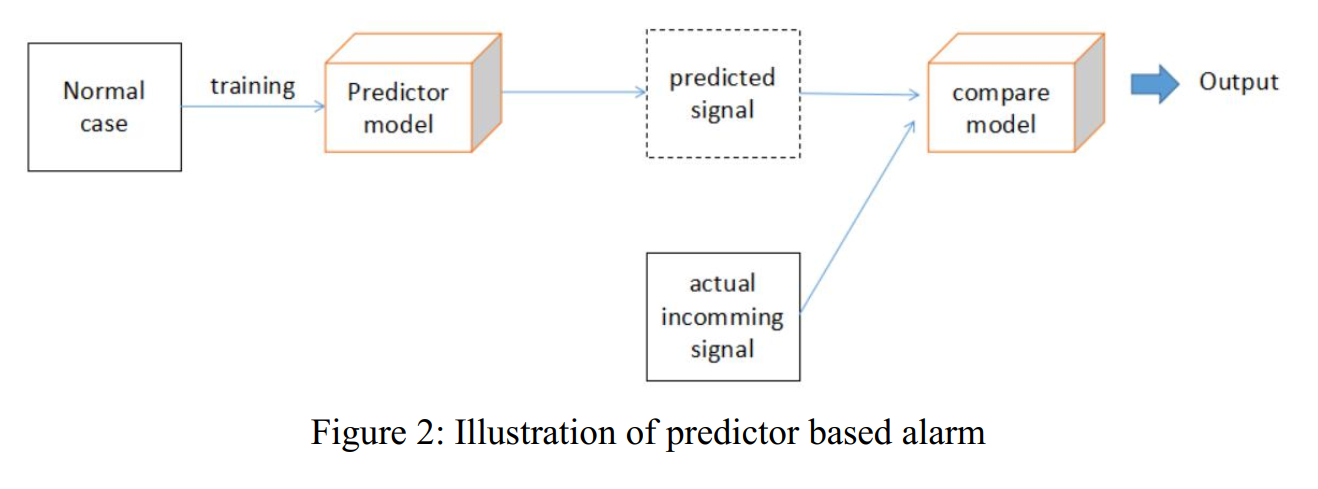 Normal
case
training
Predictor
model
predicted
signal
compare
model
Output
actual
incomming
signal
Figure 2: Illustration of predictor based alarm